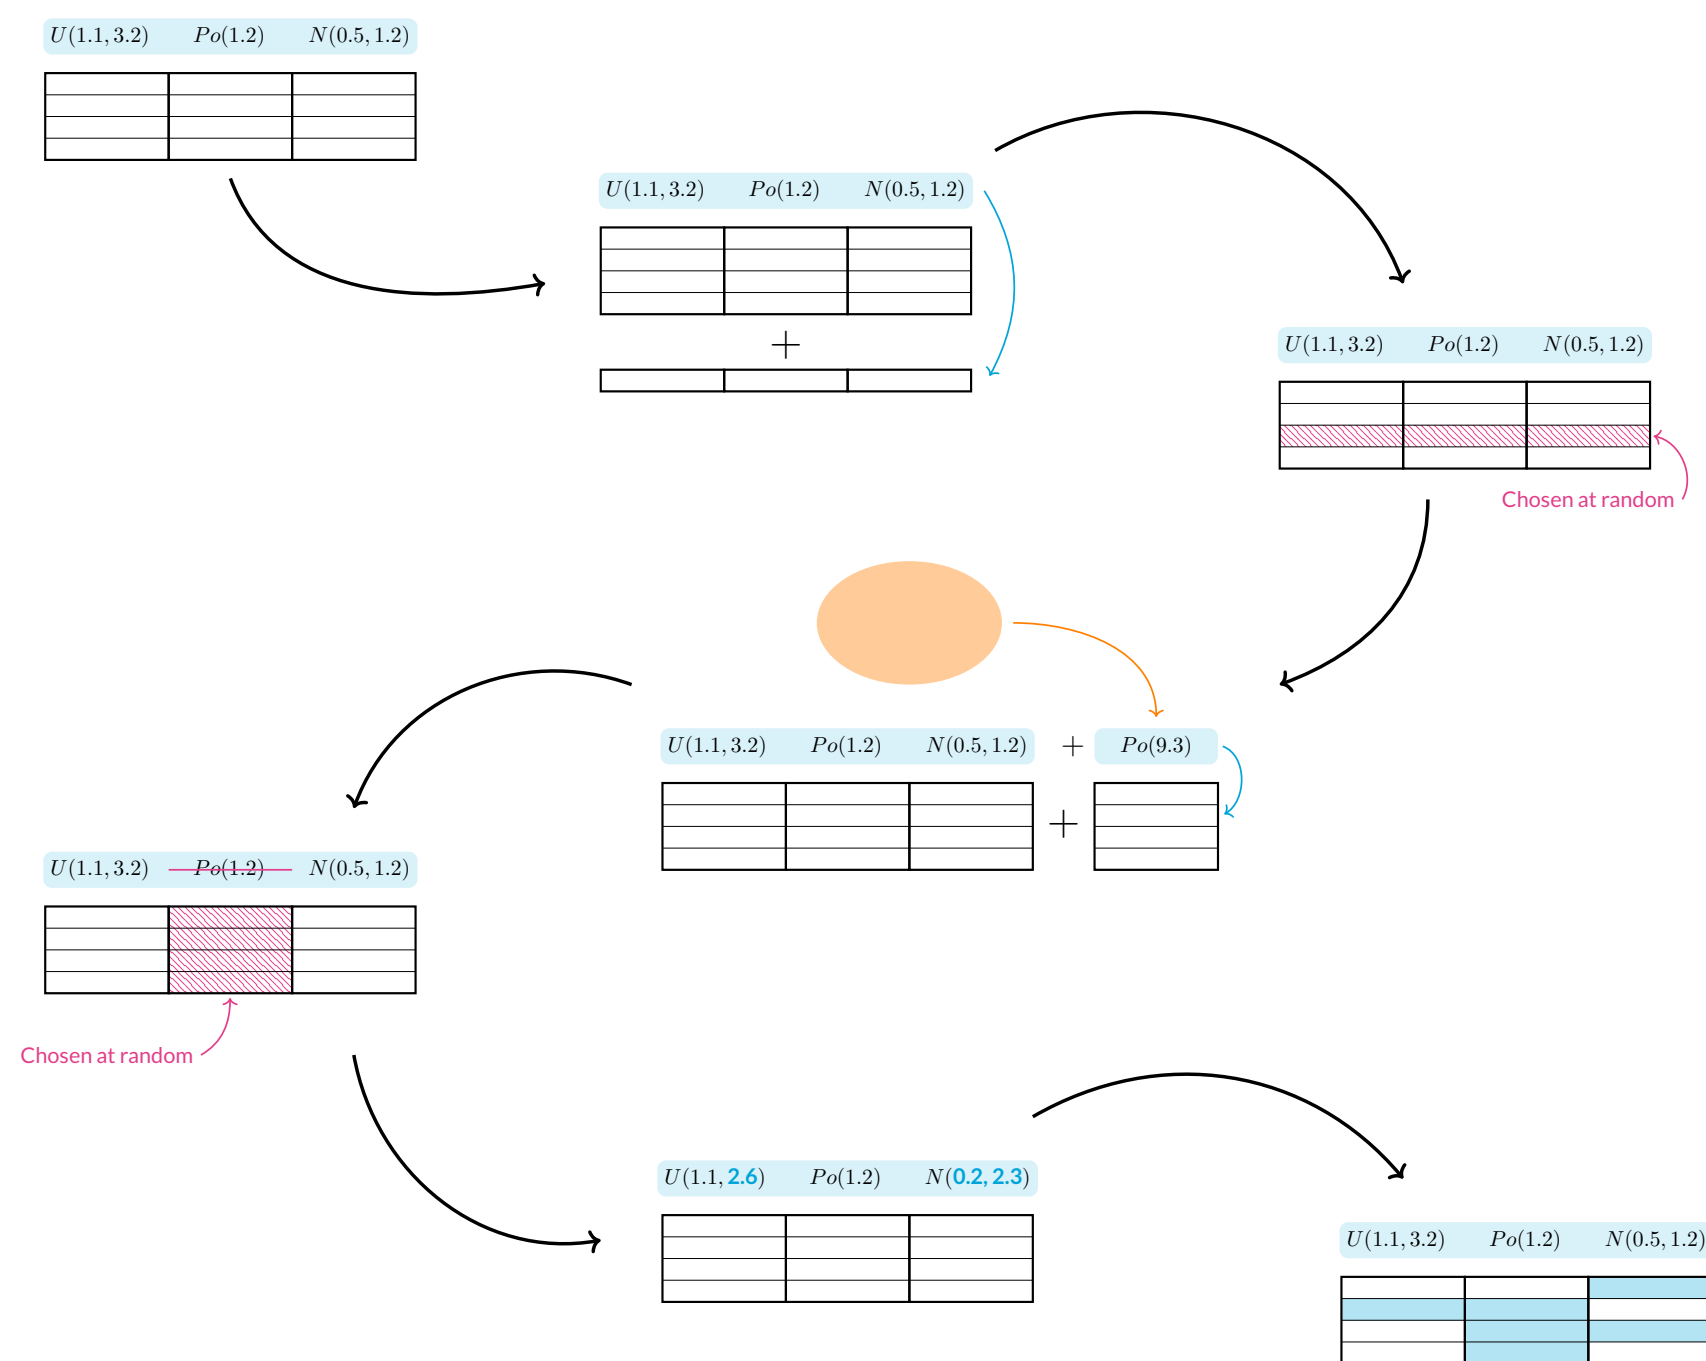 U(1.1, 3.2) Po(1.2) N(0.5, 1.2)
U(1.1, 3.2) Po(1.2) N(0.5, 1.2)
+
U(1.1, 3.2) Po(1.2) N(0.5, 1.2)
Chosen at random
U(1.1, 3.2) Po(1.2) N(0.5, 1.2) + Po(9.3)
+
U(1.1, 3.2) Po(1.2) N(0.5, 1.2)
Chosen at random
U(1.1, 2.6) Po(1.2) N(0.2, 2.3)
U(1.1, 3.2) Po(1.2) N(0.5, 1.2)